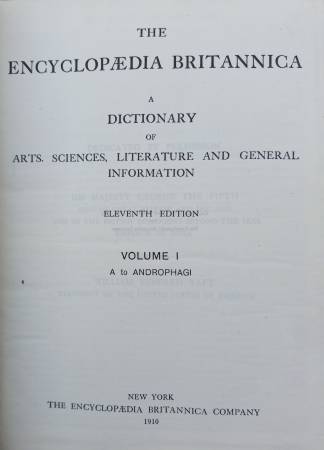 THE
ENCYCLOPÆDIA BRITANNICA
A
DICTIONARY
OF
ARTS. SCIENCES, LITERATURE AND GENERAL
INFORMATION
ELEVENTH EDITION
VOLUME I
A to ANDROPHAGI
NEW YORK
THE ENCYCLOPÆDIA BRITANNICA COMPANY
1910